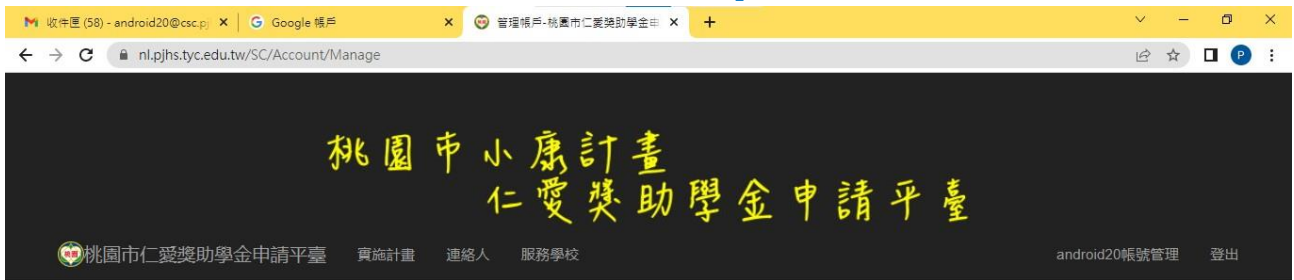 收件匣 (58) - android20@csc.pj
Google 帳戶
管理帳戶-桃園市仁愛獎助學金申
nl.pjhs.tyc.edu.tw/SC/Account/Manage
P
桃園市小康計畫
仁愛獎助學金申請平臺
桃園市仁愛獎助學金申請平臺 實施計畫 連絡人 服務學校 android20帳號管理 登出